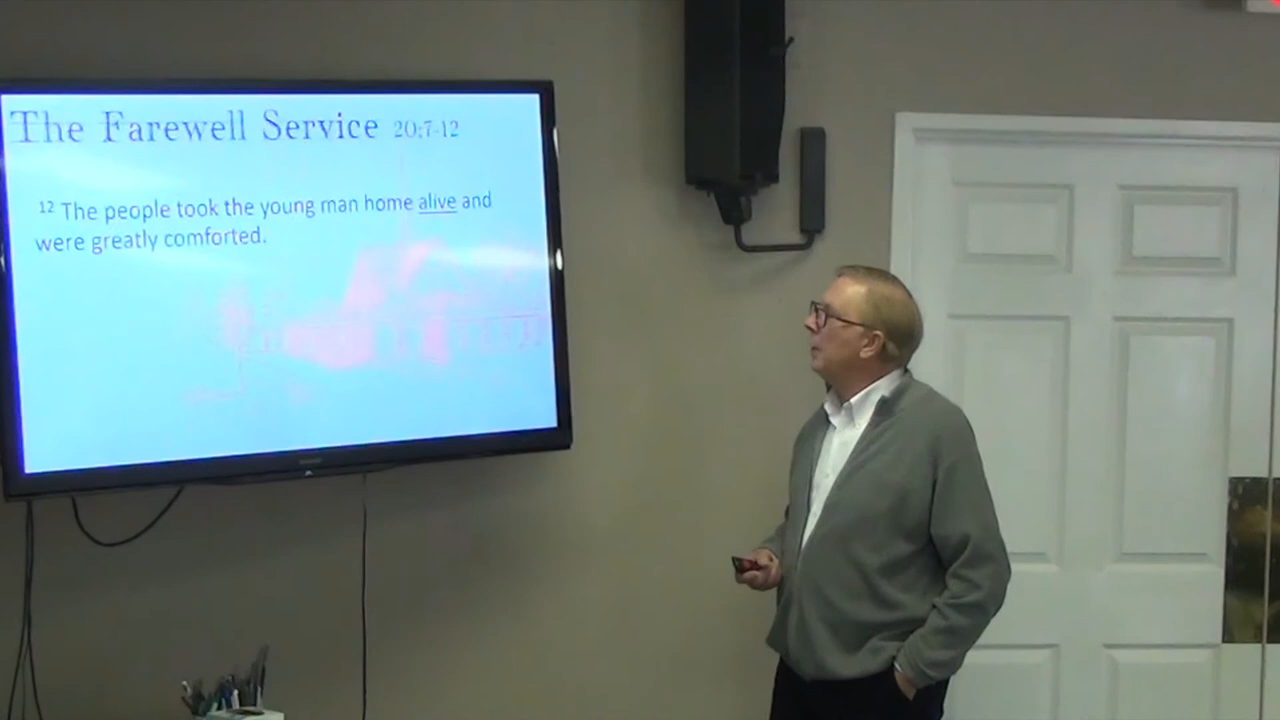 The Farewell Service 20:7-12
12 The people took the young man home alive and
were greatly comforted.